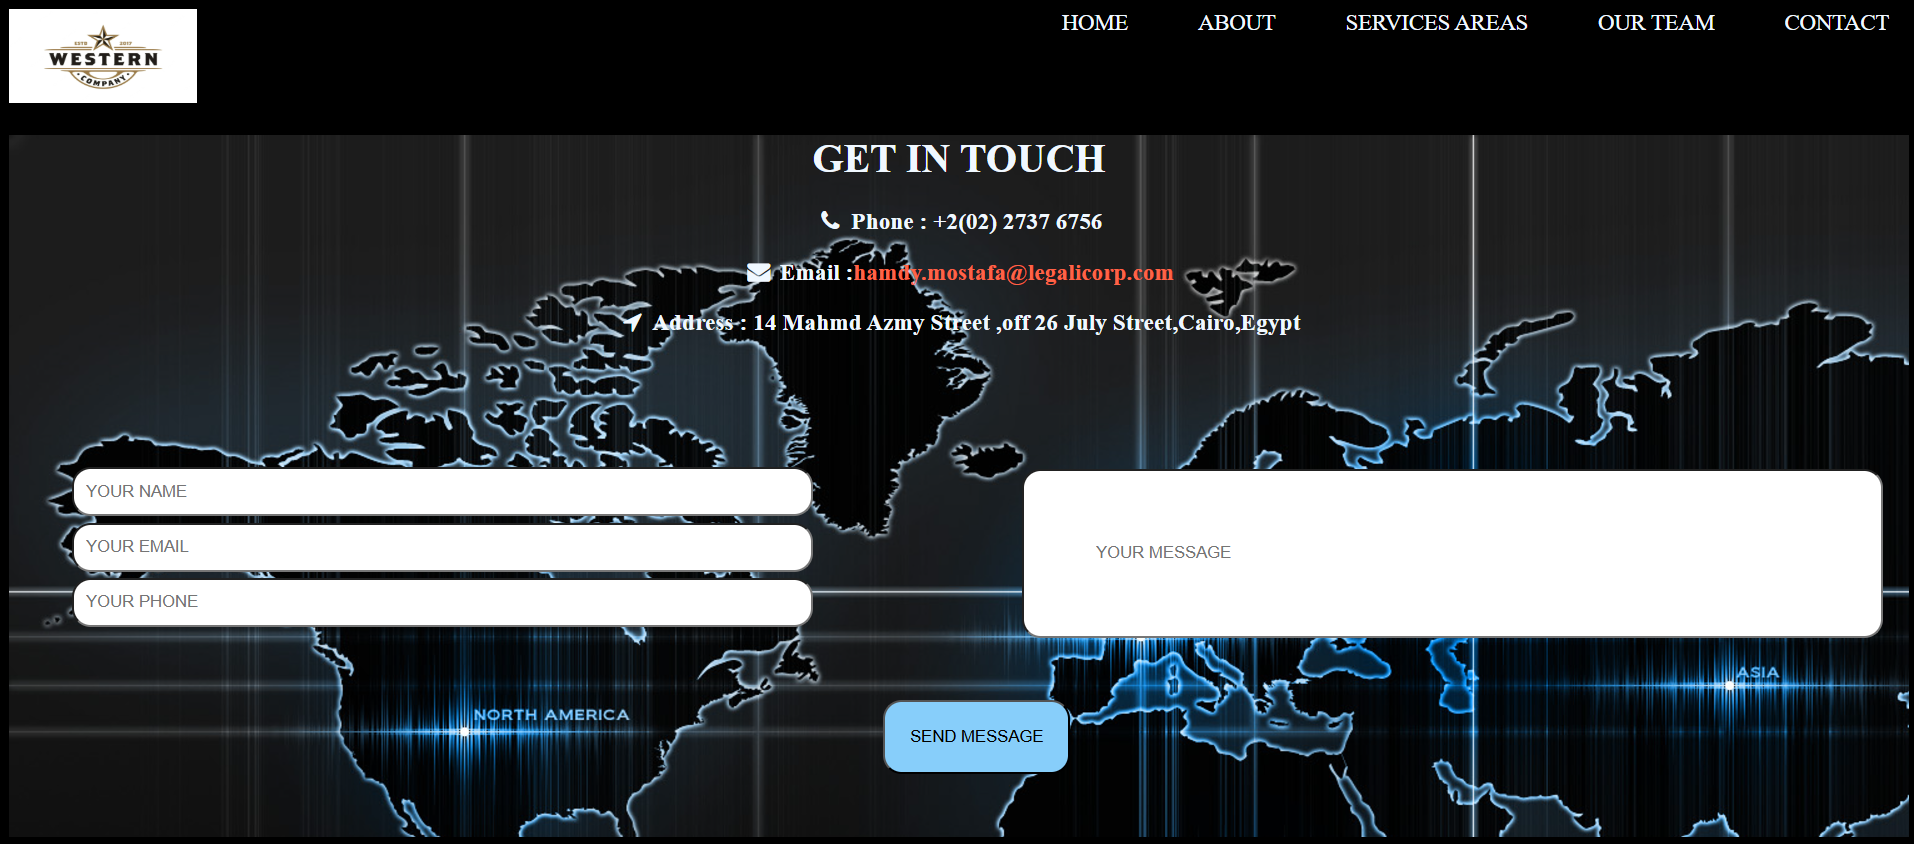 ESTD 2017
WESTERN
COMPANY
HOME ABOUT SERVICES AREAS OUR TEAM CONTACT
GET IN TOUCH
Phone : +2(02) 2737 6756
Email :hamdy.mostafa@legalicorp.com
Address : 14 Mahmd Azmy Street ,off 26 July Street,Cairo,Egypt
YOUR NAME
YOUR EMAIL
YOUR PHONE
YOUR MESSAGE
ASIA
NORTH AMERICA
SEND MESSAGE